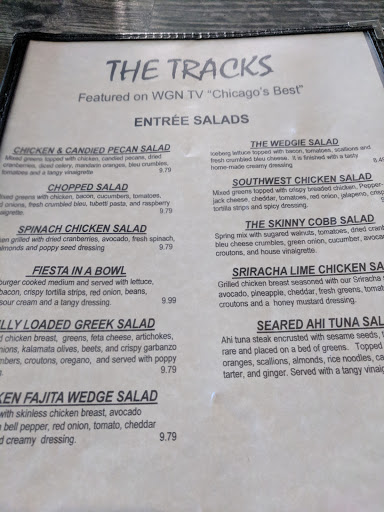 THE TRACKS
Featured on WGN TV "Chicago's Best"
ENTRÉE SALADS
CHICKEN & CANDIED PECAN SALAD
Mixed greens topped with chicken, candied pecans, dried
cranberries, diced celery, mandarin oranges, bleu crumbles,
tomatoes and a tangy vinaigrette 9.79
CHOPPED SALAD
greens with chicken, bacon, cucumbers, tomatoes,
onions, fresh crumbled bleu, tubetti pasta, and raspberry
vinaigrette. 9.79
SPINACH CHICKEN SALAD
grilled with dried cranberries, avocado, fresh spinach,
almonds and poppy seed dressing 9.79
FIESTA IN A BOWL
burger cooked medium and served with lettuce,
bacon, crispy tortilla strips, red onion, beans,
sour cream and a tangy dressing. 9.99
LOADED GREEK SALAD
chicken breast, greens, feta cheese, artichokes,
kalamata olives, beets, and crispy garbanzo
croutons, oregano, and served with poppy
9.79
FAJITA WEDGE SALAD
with skinless chicken breast, avocado
bell pepper, red onion, tomato, cheddar
creamy dressing. 9.79
THE WEDGIE SALAD
Iceberg lettuce topped with bacon, tomatoes, scallions and
fresh crumbled bleu cheese. It is finished with a tasty
home-made creamy dressing
SOUTHWEST CHICKEN SALAD
Mixed greens topped with crispy breaded chicken, Pepper-
jack cheese, cheddar, tomatoes, red onion, jalapeno, crispy
tortilla strips and spicy dressing.
THE SKINNY COBB SALAD
Spring mix with sugared walnuts, tomatoes, dried
bleu cheese crumbles, green onion, cucumber,
croutons, and house vinaigrette.
SRIRACHA LIME CHICKEN
Grilled chicken breast seasoned with our Sriracha
avocado, pineapple, cheddar, fresh greens,
croutons and a honey mustard dressing.
SEARED AHI TUNA
Ahi tuna steak encrusted with sesame seeds,
rare and placed on a bed of greens. Topped
oranges, scallions, almonds, rice noodles,
tarter, and ginger. Served with a tangy